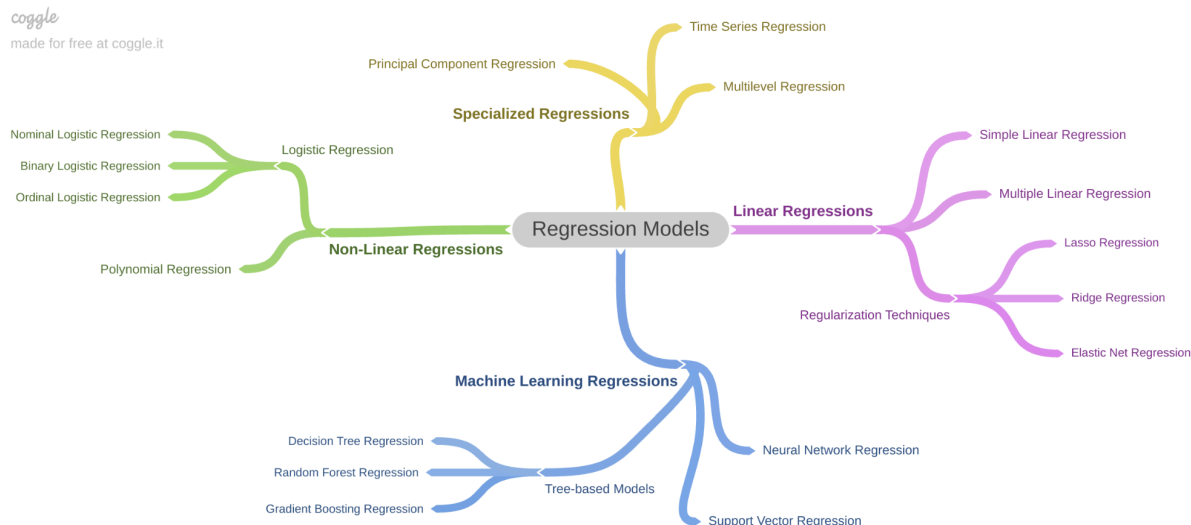 coggle
made for free at coggle.it
Time Series Regression
Principal Component Regression
Multilevel Regression
Specialized Regressions
Nominal Logistic Regression
Logistic Regression
Binary Logistic Regression
Ordinal Logistic Regression
Polynomial Regression
Non-Linear Regressions
Regression Models
Linear Regressions
Simple Linear Regression
Multiple Linear Regression
Lasso Regression
Ridge Regression
Regularization Techniques
Elastic Net Regression
Machine Learning Regressions
Decision Tree Regression
Random Forest Regression
Gradient Boosting Regression
Tree-based Models
Neural Network Regression
Support Vector Regression